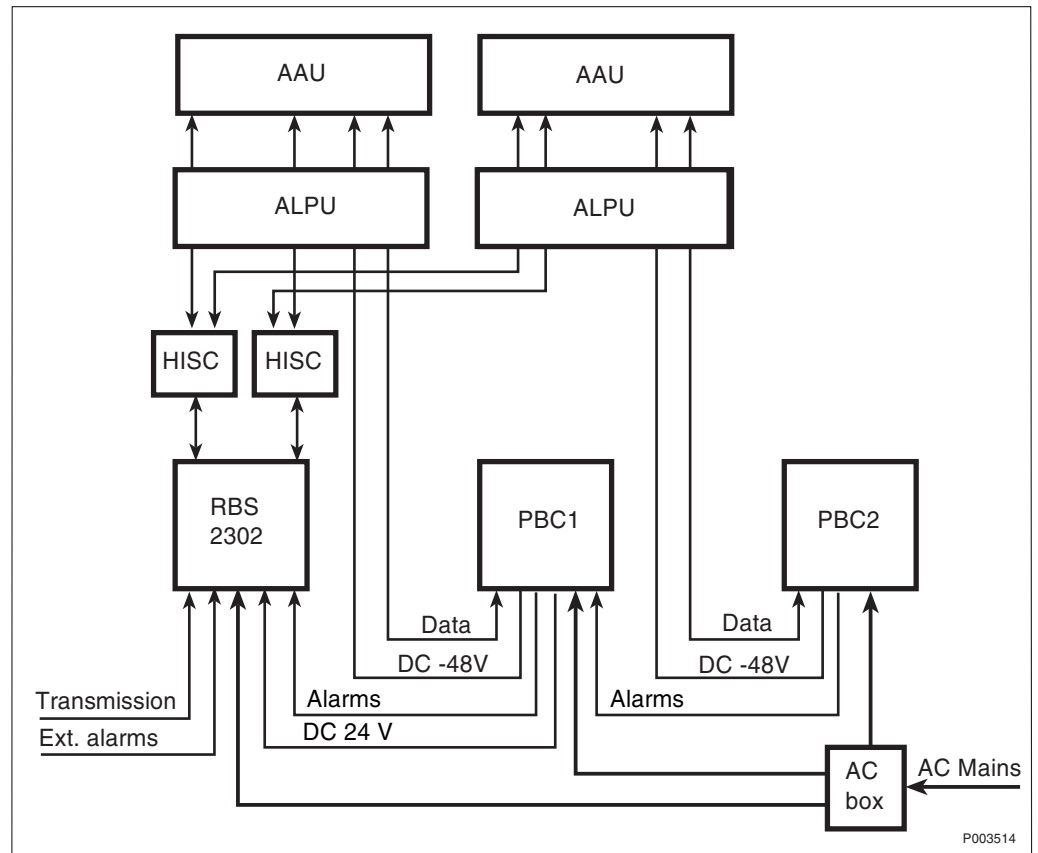 AAU
AAU
ALPU
ALPU
HISC
HISC
RBS
2302
PBC1
PBC2
Data
Data
DC -48V
DC -48V
Transmission
Alarms
Alarms
Ext. alarms
DC 24 V
AC
box
AC Mains
P003514